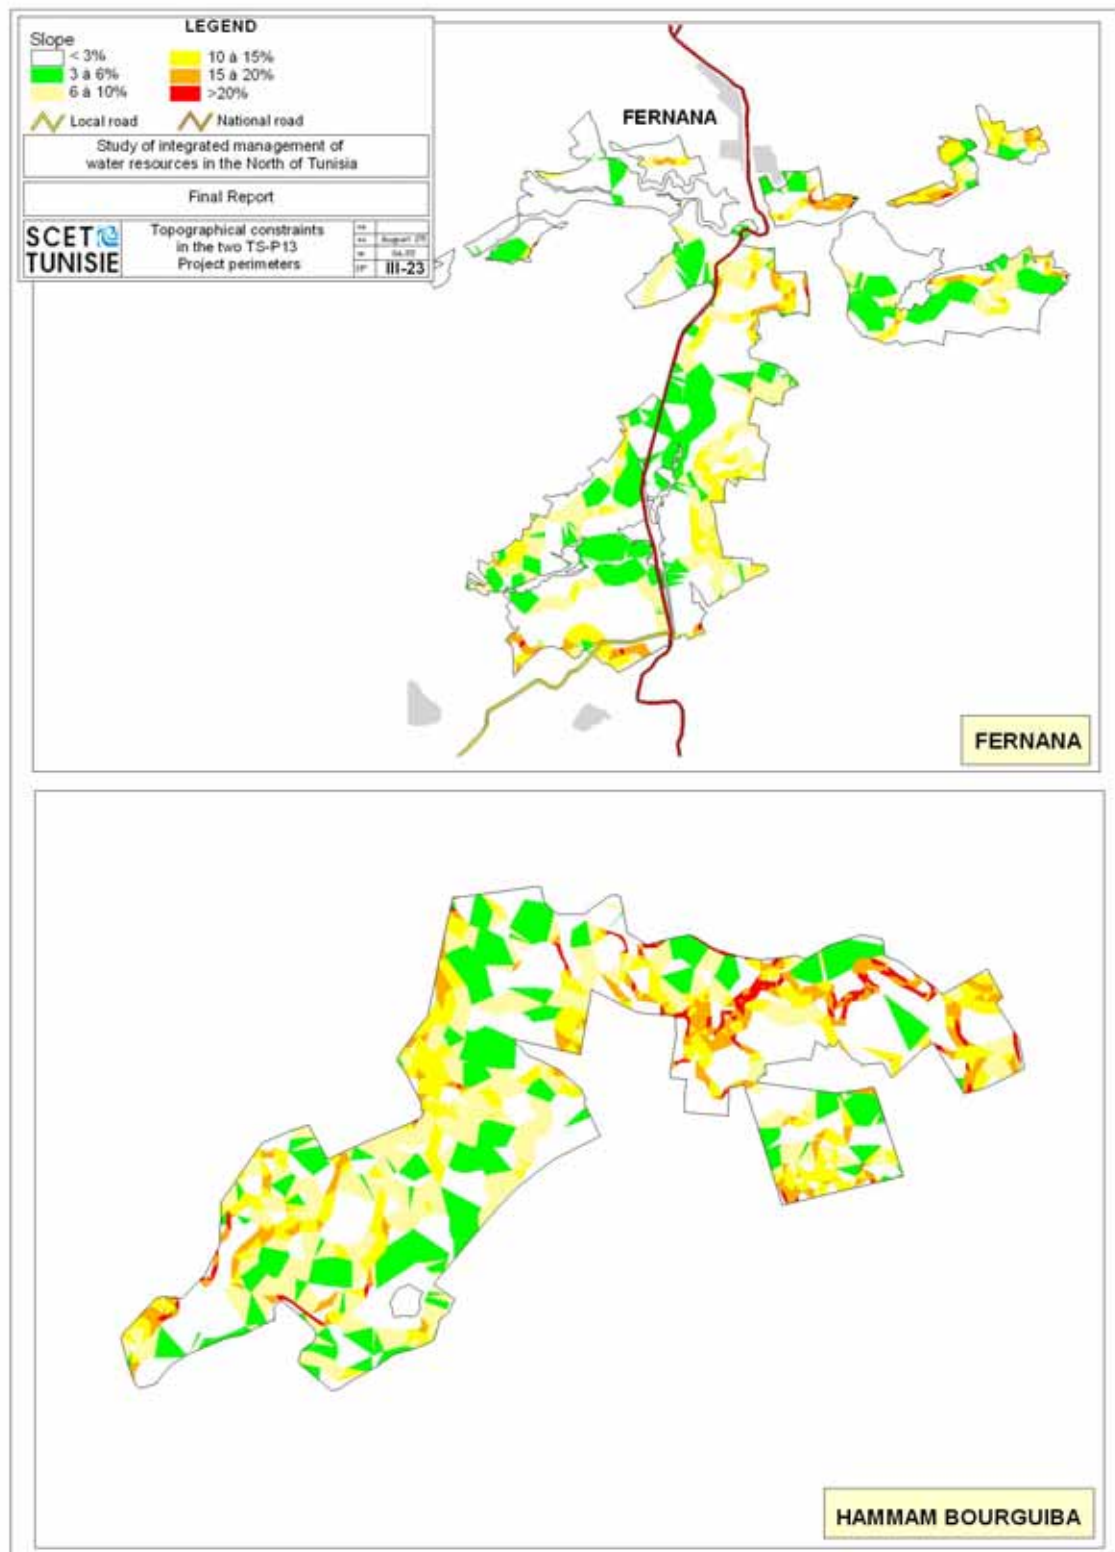 LEGEND
Slope
< 3%
3 à 6%
6 à 10%
10 à 15%
15 à 20%
>20%
Local road
National road
Study of integrated management of
water resources in the North of Tunisia
Final Report
SCET
TUNISIE
Topographical constraints
in the two TS-P13
Project perimeters
August
III-23
FERNANA
FERNANA
HAMMAM BOURGUIBA